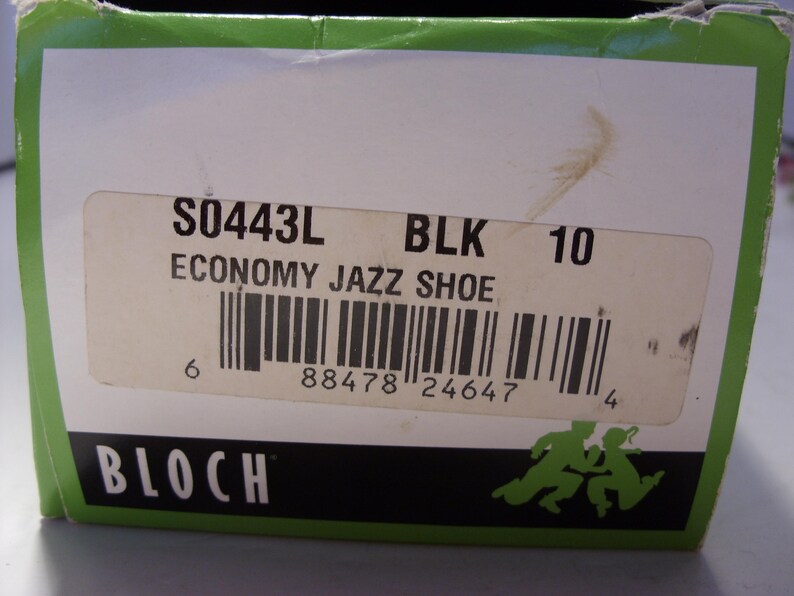 S0443L BLK 10
ECONOMY JAZZ SHOE
6 88478 24647 4
BLOCH